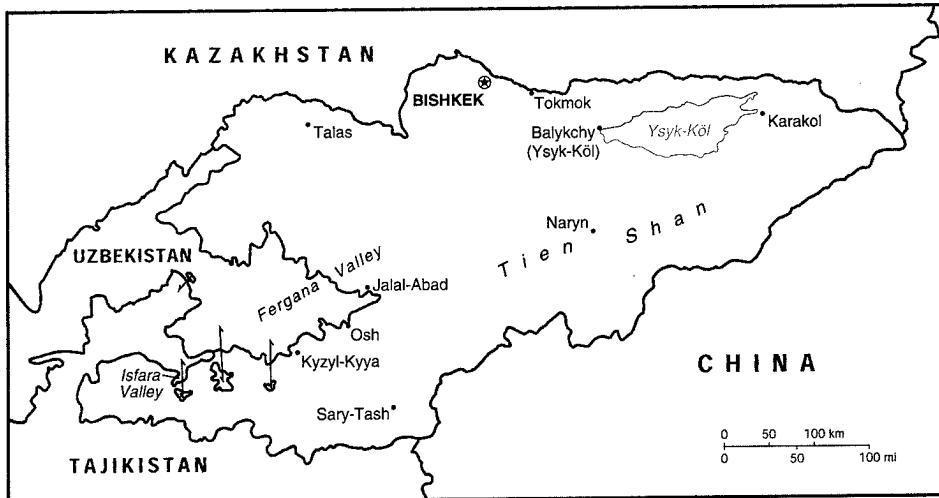 KAZAKHSTAN
BISHKEK
Tokmok
Talas
Balykchy
(Ysyk-Köl)
Ysyk-Köl
Karakol
Naryn
Tien Shan
UZBEKISTAN
Fergana Valley
Jalal-Abad
Osh
Kyzyl-Kyya
Isfara
Valley
CHINA
Sary-Tash
TAJIKISTAN
0 50 100 km
0 50 100 mi